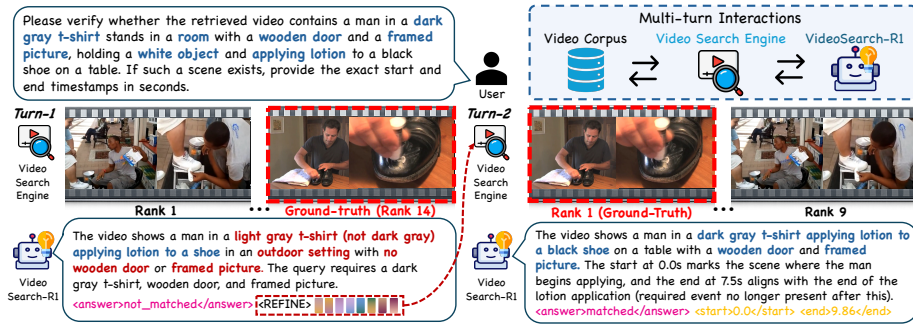 Please verify whether the retrieved video contains a man in a dark
gray t-shirt stands in a room with a wooden door and a framed
picture, holding a white object and applying lotion to a black
shoe on a table. If such a scene exists, provide the exact start and
end timestamps in seconds.
User
Multi-turn Interactions
Video Corpus
Video Search Engine
VideoSearch-R1
Turn-1
Video
Search
Engine
Rank 1
•••
Ground-truth (Rank 14)
Turn-2
Video
Search
Engine
Rank 1 (Ground-Truth)
•••
Rank 9
Video
Search-R1
The video shows a man in a light gray t-shirt (not dark gray)
applying lotion to a shoe in an outdoor setting with no
wooden door or framed picture. The query requires a dark
gray t-shirt, wooden door, and framed picture.
<answer>not_matched</answer> <REFINE>
Video
Search-R1
The video shows a man in a dark gray t-shirt applying lotion to
a black shoe on a table with a wooden door and framed
picture. The start at 0.0s marks the scene where the man
begins applying, and the end at 7.5s aligns with the end of the
lotion application (required event no longer present after this).
<answer>matched</answer> <start>0.0</start> <end>9.86</end>